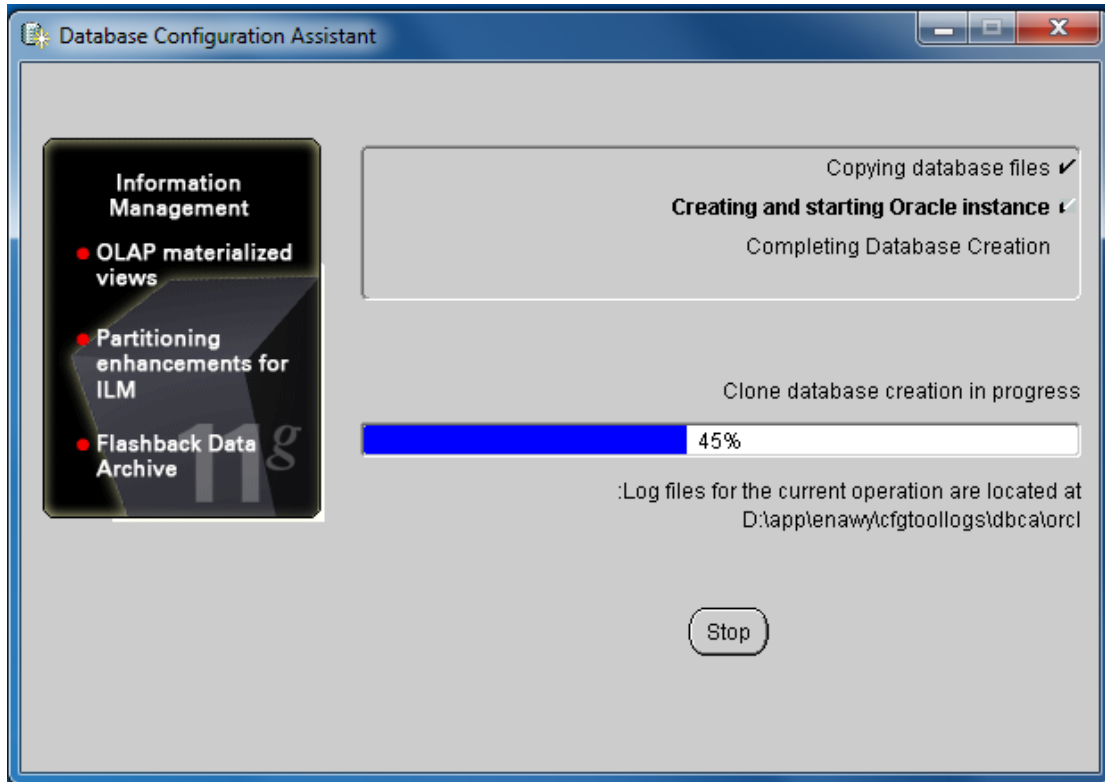 Database Configuration Assistant
Information
Management
OLAP materialized
views
Partitioning
enhancements for
ILM
Flashback Data
Archive
11g
Copying database files ✔
Creating and starting Oracle instance
Completing Database Creation
Clone database creation in progress
45%
:Log files for the current operation are located at
D:\app\enawy\cfgtoollogs\dbca\orcl
Stop